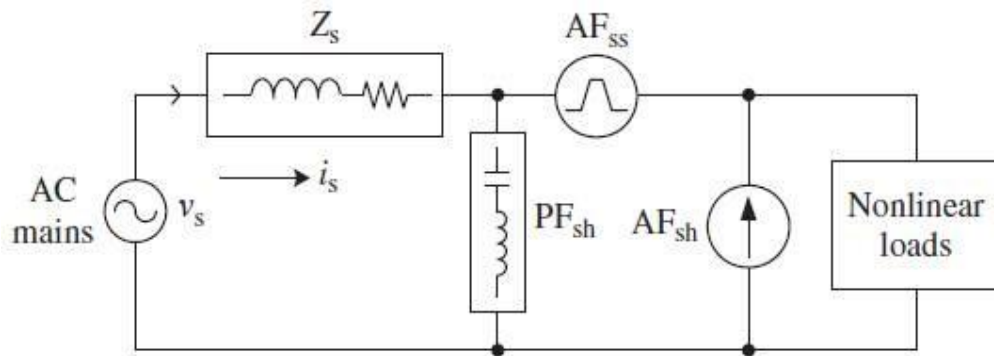 Z_s
AF_ss
AC
mains
v_s
i_s
PF_sh
AF_sh
Nonlinear
loads